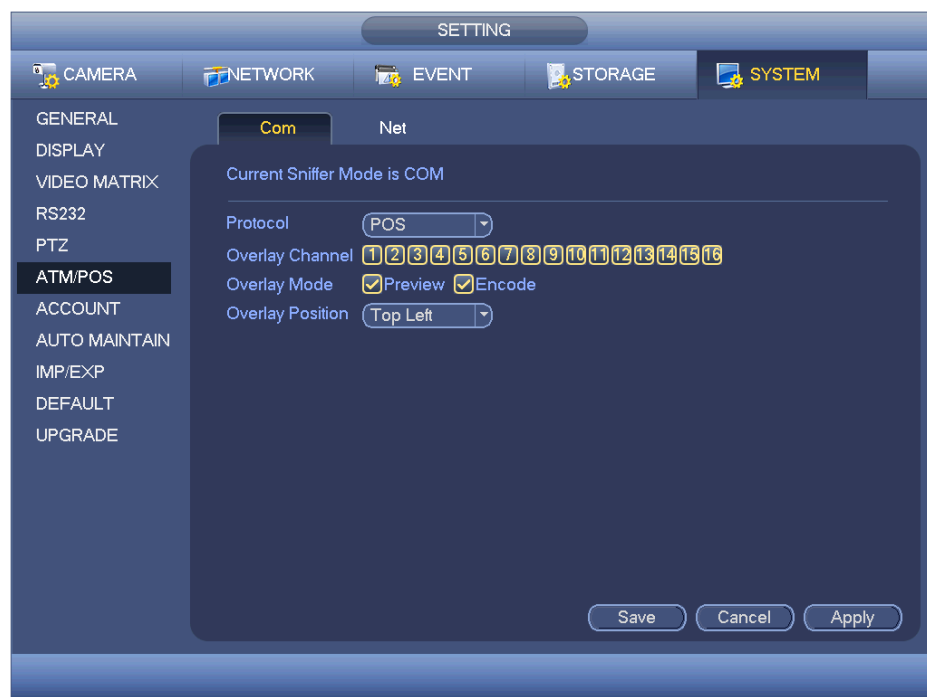 SETTING
CAMERA NETWORK EVENT STORAGE SYSTEM
GENERAL
DISPLAY
VIDEO MATRIX
RS232
PTZ
ATM/POS
ACCOUNT
AUTO MAINTAIN
IMP/EXP
DEFAULT
UPGRADE
Com Net
Current Sniffer Mode is COM
Protocol POS
Overlay Channel 1 2 3 4 5 6 7 8 9 10 11 12 13 14 15 16
Overlay Mode Preview Encode
Overlay Position Top Left
Save Cancel Apply